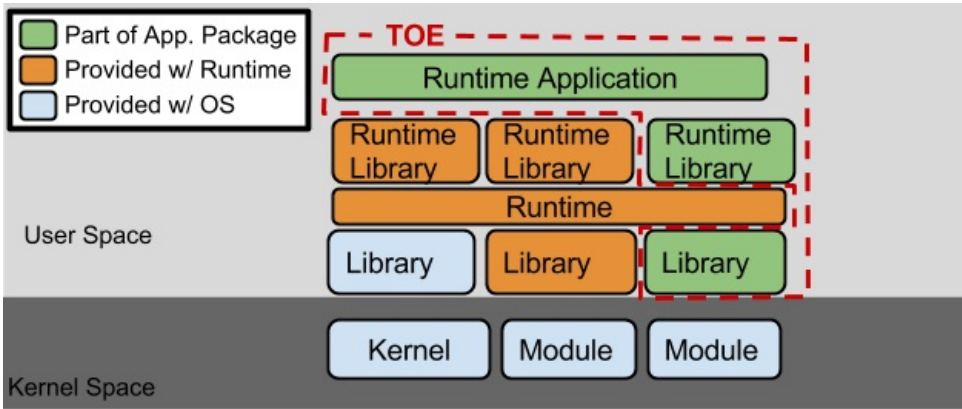 Part of App. Package
Provided w/ Runtime
Provided w/ OS
TOE
Runtime Application
Runtime
Library
Runtime
Library
Runtime
Library
Runtime
User Space
Library
Library
Library
Kernel
Module
Module
Kernel Space